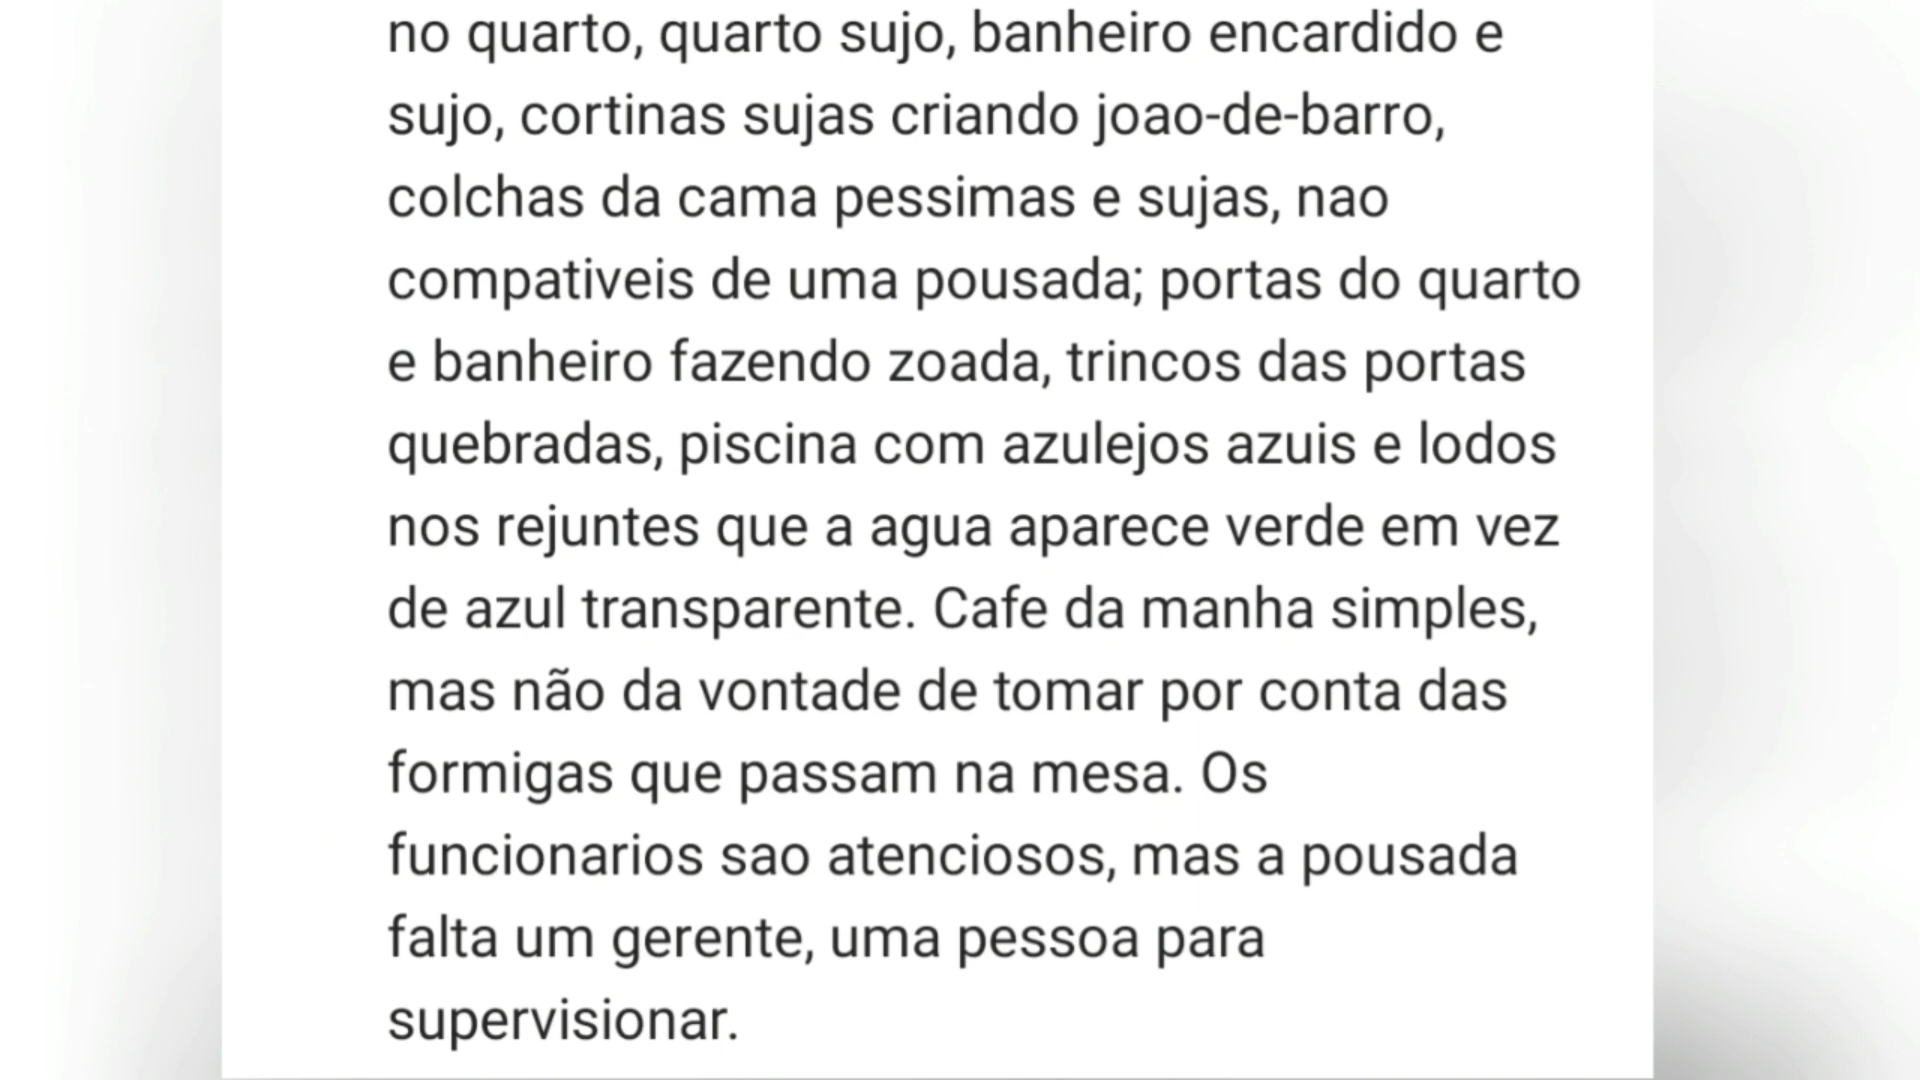 no quarto, quarto sujo, banheiro encardido e
sujo, cortinas sujas criando joao-de-barro,
colchas da cama pessimas e sujas, nao
compativeis de uma pousada; portas do quarto
e banheiro fazendo zoada, trincos das portas
quebradas, piscina com azulejos azuis e lodos
nos rejuntes que a agua aparece verde em vez
de azul transparente. Cafe da manha simples,
mas não da vontade de tomar por conta das
formigas que passam na mesa. Os
funcionarios sao atenciosos, mas a pousada
falta um gerente, uma pessoa para
supervisionar.